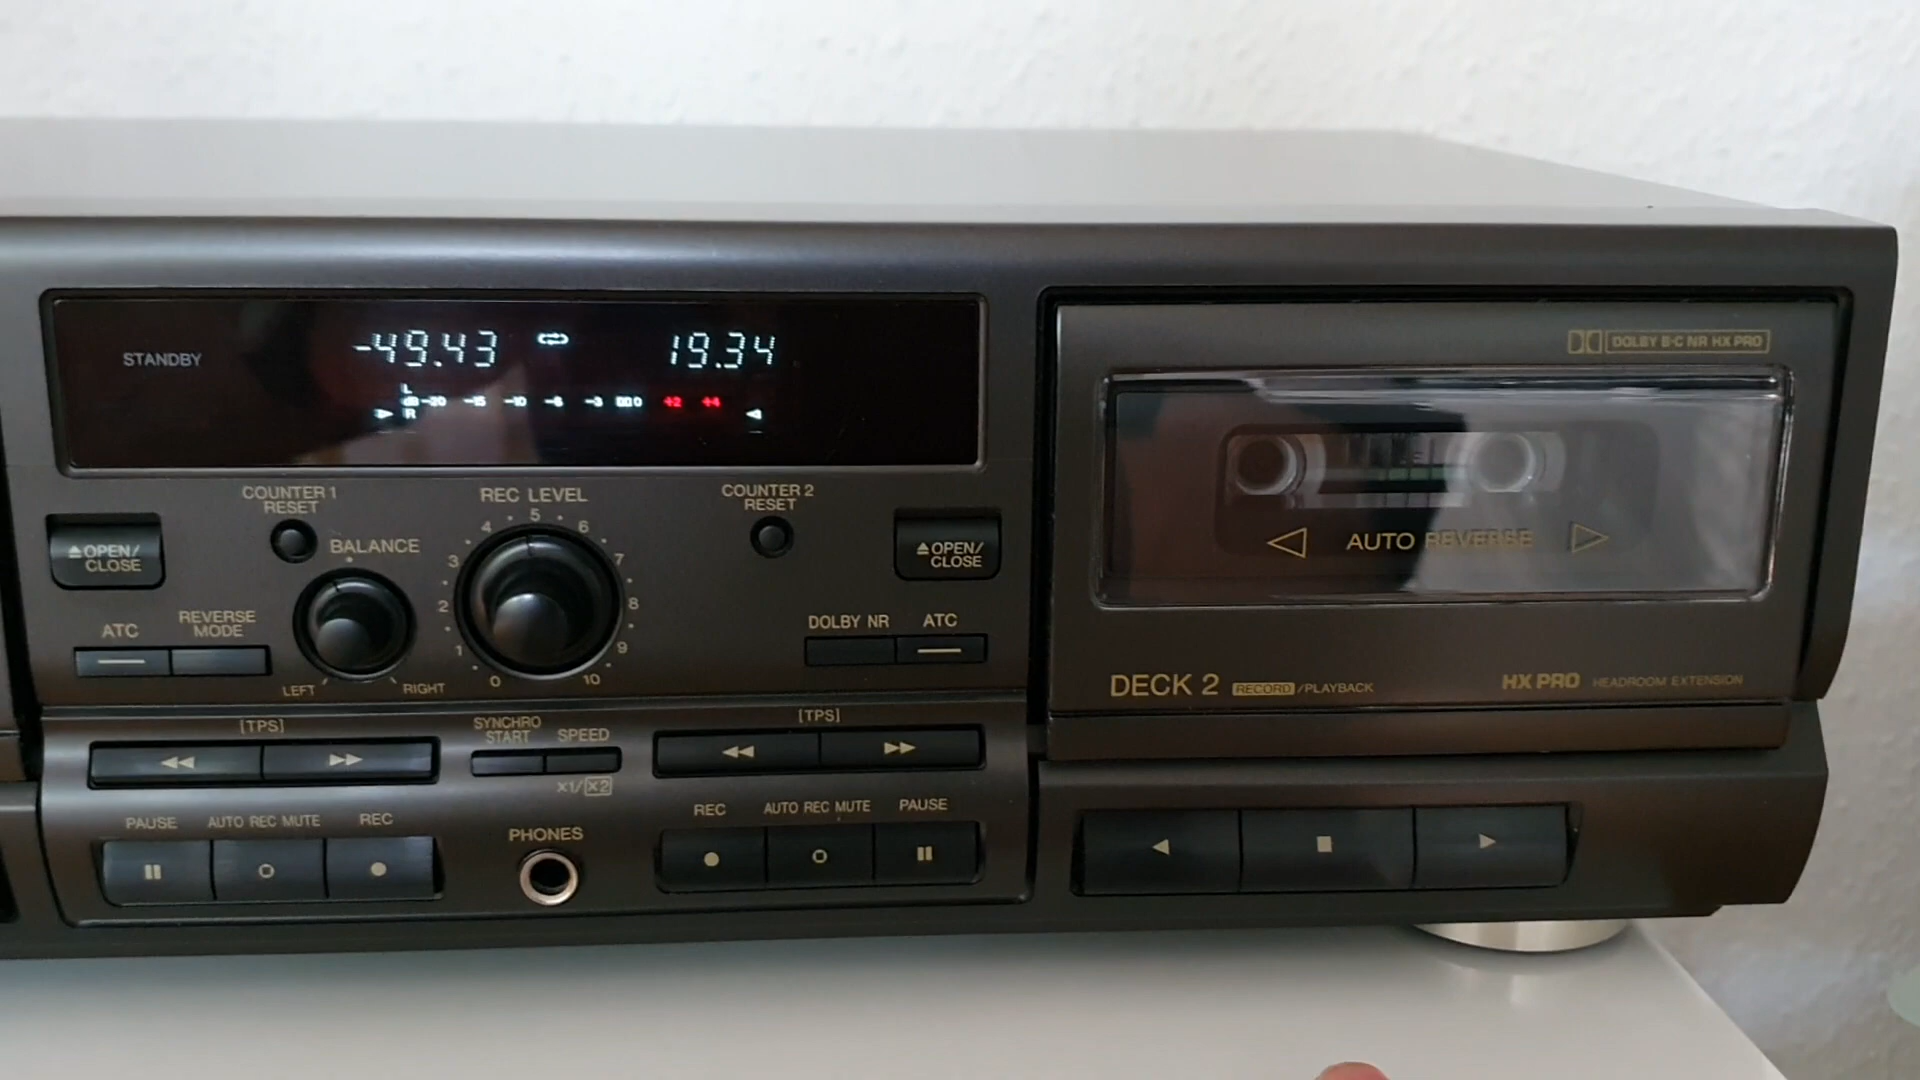 STANDBY
-49.43 19.34
L
dB -20 -15 -10 -6 -3 0 +2 +4
R
DOLBY B·C NR HX PRO
COUNTER 1
RESET
REC LEVEL
COUNTER 2
RESET
0 1 2 3 4 5 6 7 8 9 10
OPEN/
CLOSE
BALANCE
LEFT RIGHT
OPEN/
CLOSE
AUTO REVERSE
ATC
REVERSE
MODE
DOLBY NR
ATC
DECK 2 RECORD/PLAYBACK
HX PRO HEADROOM EXTENSION
[TPS]
SYNCHRO
START
SPEED
X1/X2
[TPS]
PAUSE AUTO REC MUTE REC
PHONES
REC AUTO REC MUTE PAUSE